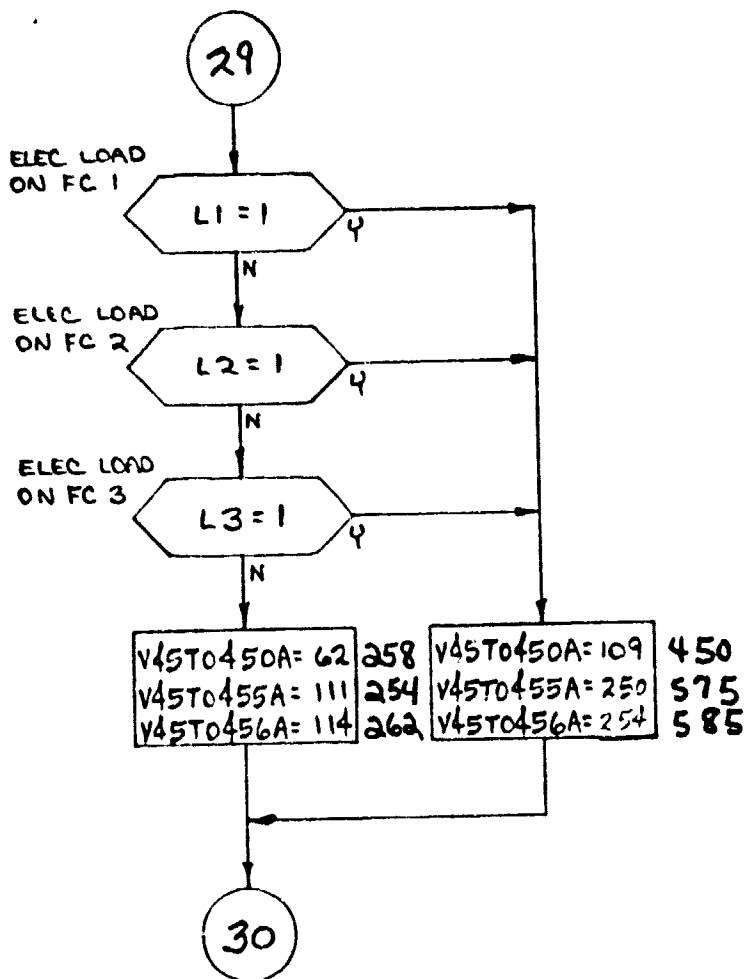 29
ELEC LOAD
ON FC 1
L1 = 1
Y
N
ELEC LOAD
ON FC 2
L2 = 1
Y
N
ELEC LOAD
ON FC 3
L3 = 1
Y
N
V45T0450A= 62 258
V45T0455A= 111 254
V45T0456A= 114 262
V45T0450A= 109 450
V45T0455A= 250 575
V45T0456A= 254 585
30